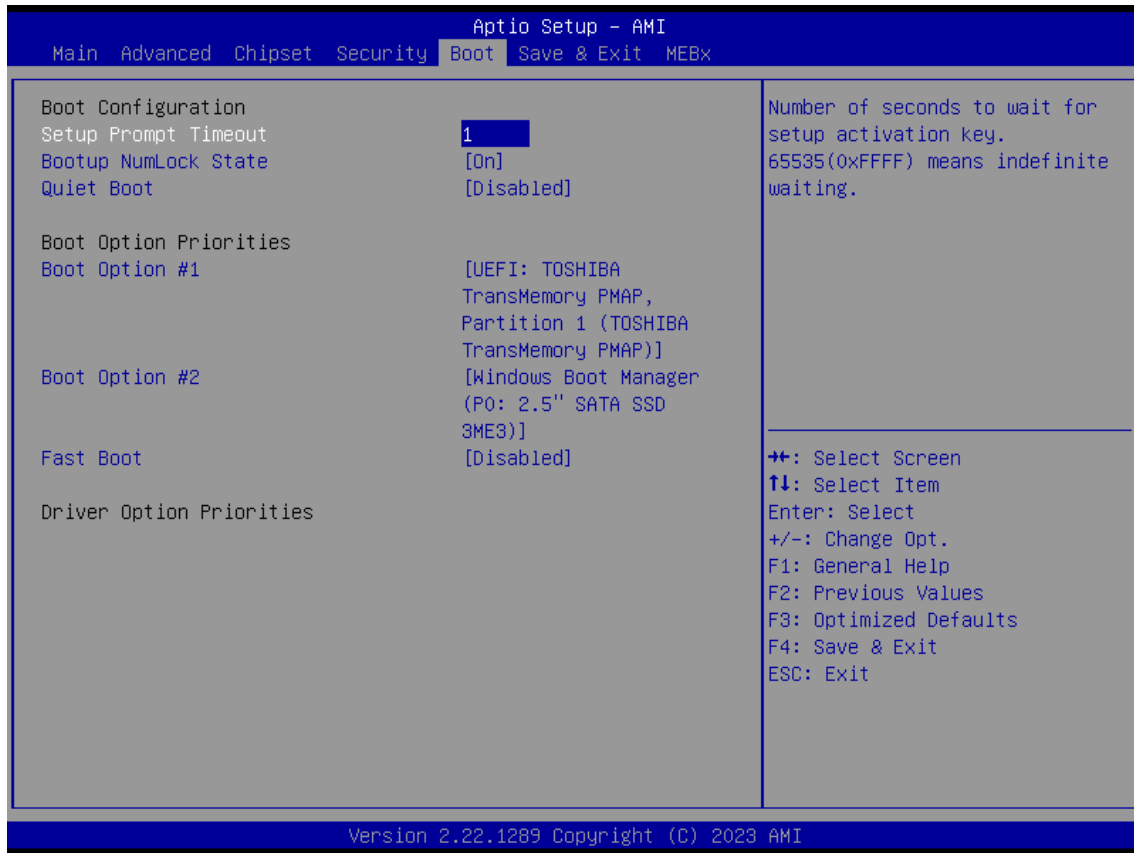 Aptio Setup – AMI
Main Advanced Chipset Security Boot Save & Exit MEBx
Boot Configuration
Setup Prompt Timeout 1
Bootup NumLock State [On]
Quiet Boot [Disabled]
Boot Option Priorities
Boot Option #1 [UEFI: TOSHIBA
TransMemory PMAP,
Partition 1 (TOSHIBA
TransMemory PMAP)]
Boot Option #2 [Windows Boot Manager
(P0: 2.5" SATA SSD
3ME3)]
Fast Boot [Disabled]
Driver Option Priorities
Number of seconds to wait for
setup activation key.
65535(0xFFFF) means indefinite
waiting.
→←: Select Screen
↑↓: Select Item
Enter: Select
+/-: Change Opt.
F1: General Help
F2: Previous Values
F3: Optimized Defaults
F4: Save & Exit
ESC: Exit
Version 2.22.1289 Copyright (C) 2023 AMI